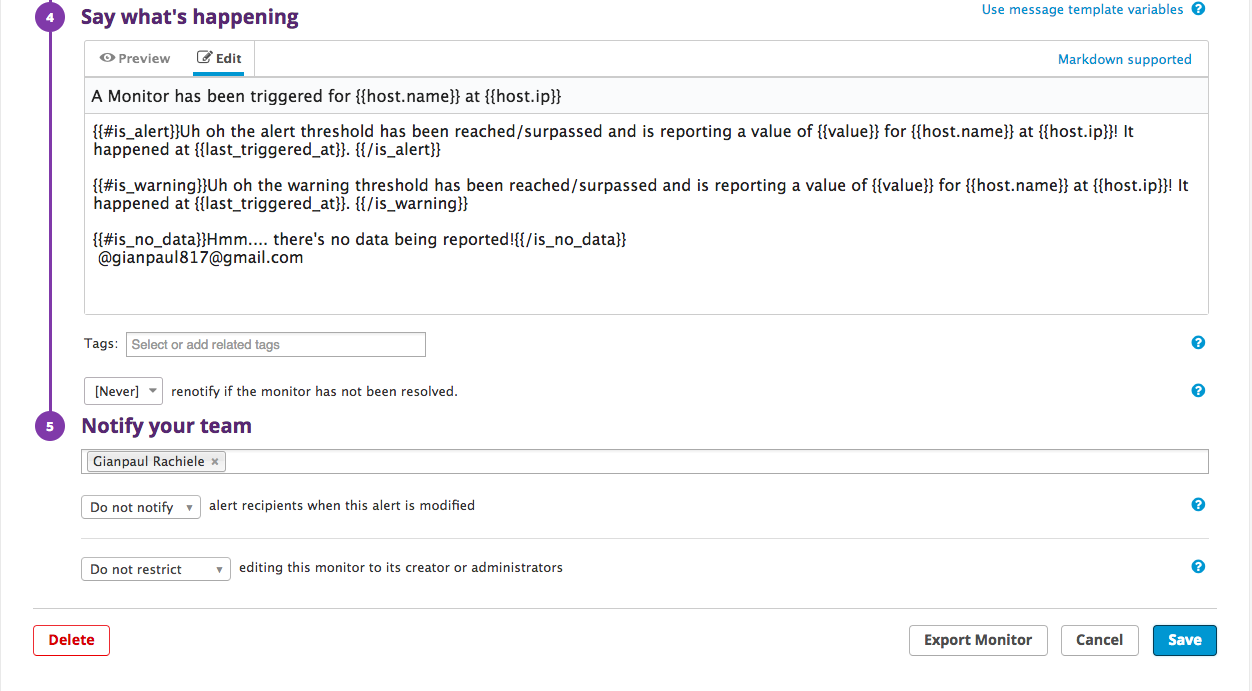 4 Say what's happening
Use message template variables ?
Preview Edit
Markdown supported
A Monitor has been triggered for {{host.name}} at {{host.ip}}
{{#is_alert}}Uh oh the alert threshold has been reached/surpassed and is reporting a value of {{value}} for {{host.name}} at {{host.ip}}! It
happened at {{last_triggered_at}}. {{/is_alert}}
{{#is_warning}}Uh oh the warning threshold has been reached/surpassed and is reporting a value of {{value}} for {{host.name}} at {{host.ip}}! It
happened at {{last_triggered_at}}. {{/is_warning}}
{{#is_no_data}}Hmm.... there's no data being reported!{{/is_no_data}}
@gianpaul817@gmail.com
Tags: Select or add related tags ?
[Never] renotify if the monitor has not been resolved. ?
5 Notify your team
Gianpaul Rachiele ×
Do not notify alert recipients when this alert is modified ?
Do not restrict editing this monitor to its creator or administrators ?
Delete Export Monitor Cancel Save